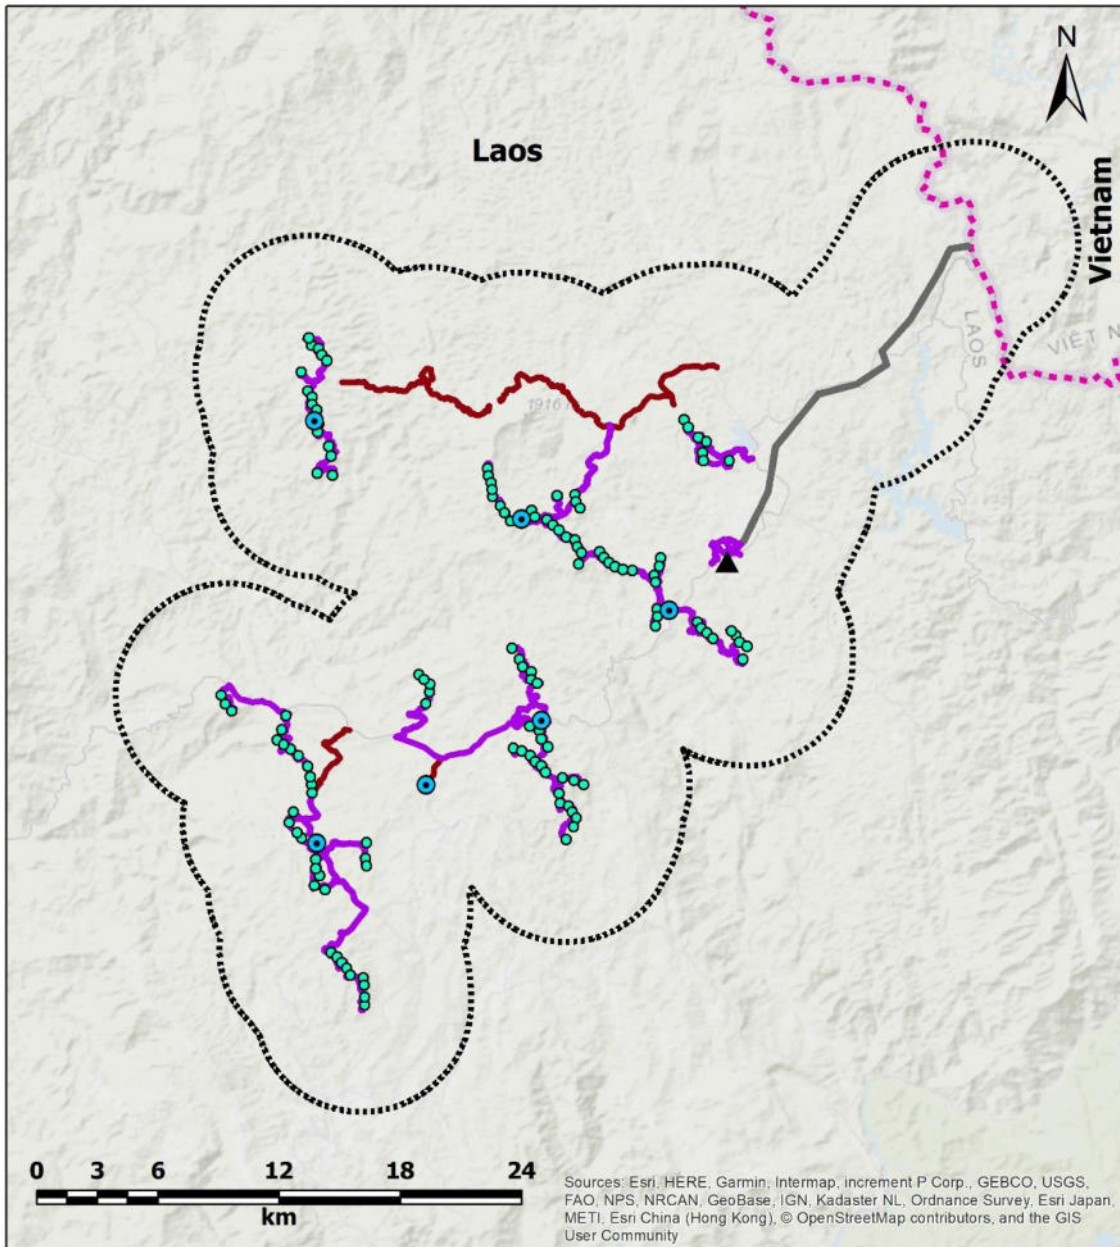 N
Laos
Vietnam
LAOS
VIÊT N
1916
0 3 6 12 18 24
km
Sources: Esri, HERE, Garmin, Intermap, increment P Corp., GEBCO, USGS,
FAO, NPS, NRCAN, GeoBase, IGN, Kadaster NL, Ordnance Survey, Esri Japan,
METI, Esri China (Hong Kong), © OpenStreetMap contributors, and the GIS
User Community